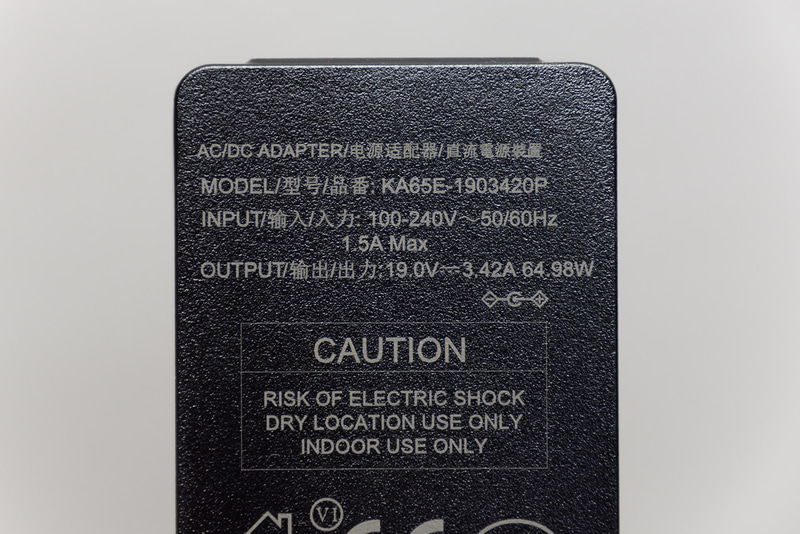 AC/DC ADAPTER/电源适配器/直流電源裝置
MODEL/型号/品番: KA65E-1903420P
INPUT/输入/入力: 100-240V～50/60Hz
1.5A Max
OUTPUT/输出/出力:19.0V⎓3.42A 64.98W
CAUTION
RISK OF ELECTRIC SHOCK
DRY LOCATION USE ONLY
INDOOR USE ONLY
VI
CE